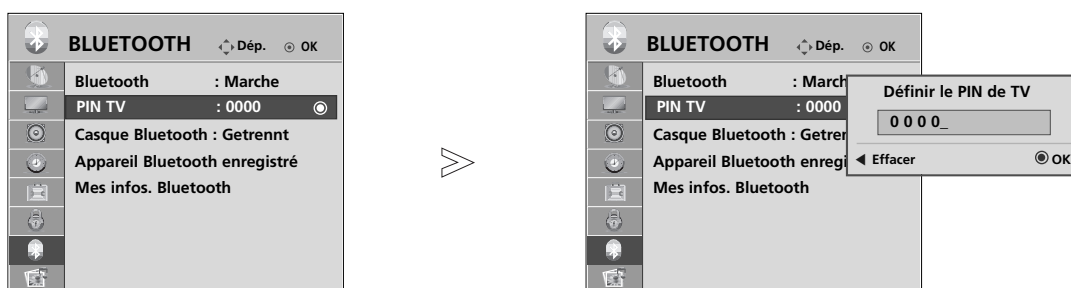 BLUETOOTH Dép. OK
Bluetooth : Marche
PIN TV : 0000
Casque Bluetooth : Getrennt
Appareil Bluetooth enregistré
Mes infos. Bluetooth
BLUETOOTH Dép. OK
Bluetooth : March
PIN TV : 0000
Casque Bluetooth : Getrer
Appareil Bluetooth enregi
Mes infos. Bluetooth
Définir le PIN de TV
0 0 0 0_
Effacer OK